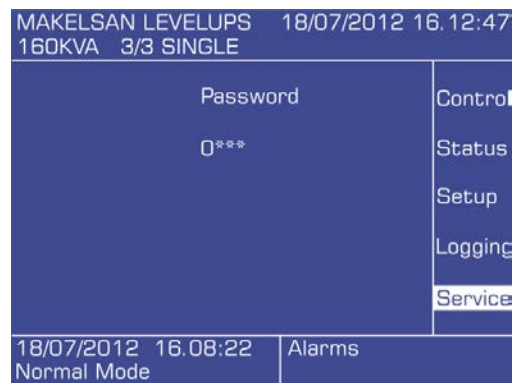 MAKELSAN LEVELUPS 18/07/2012 16.12:47
160KVA 3/3 SINGLE
Password
0***
Control
Status
Setup
Logging
Service
18/07/2012 16.08:22 Alarms
Normal Mode